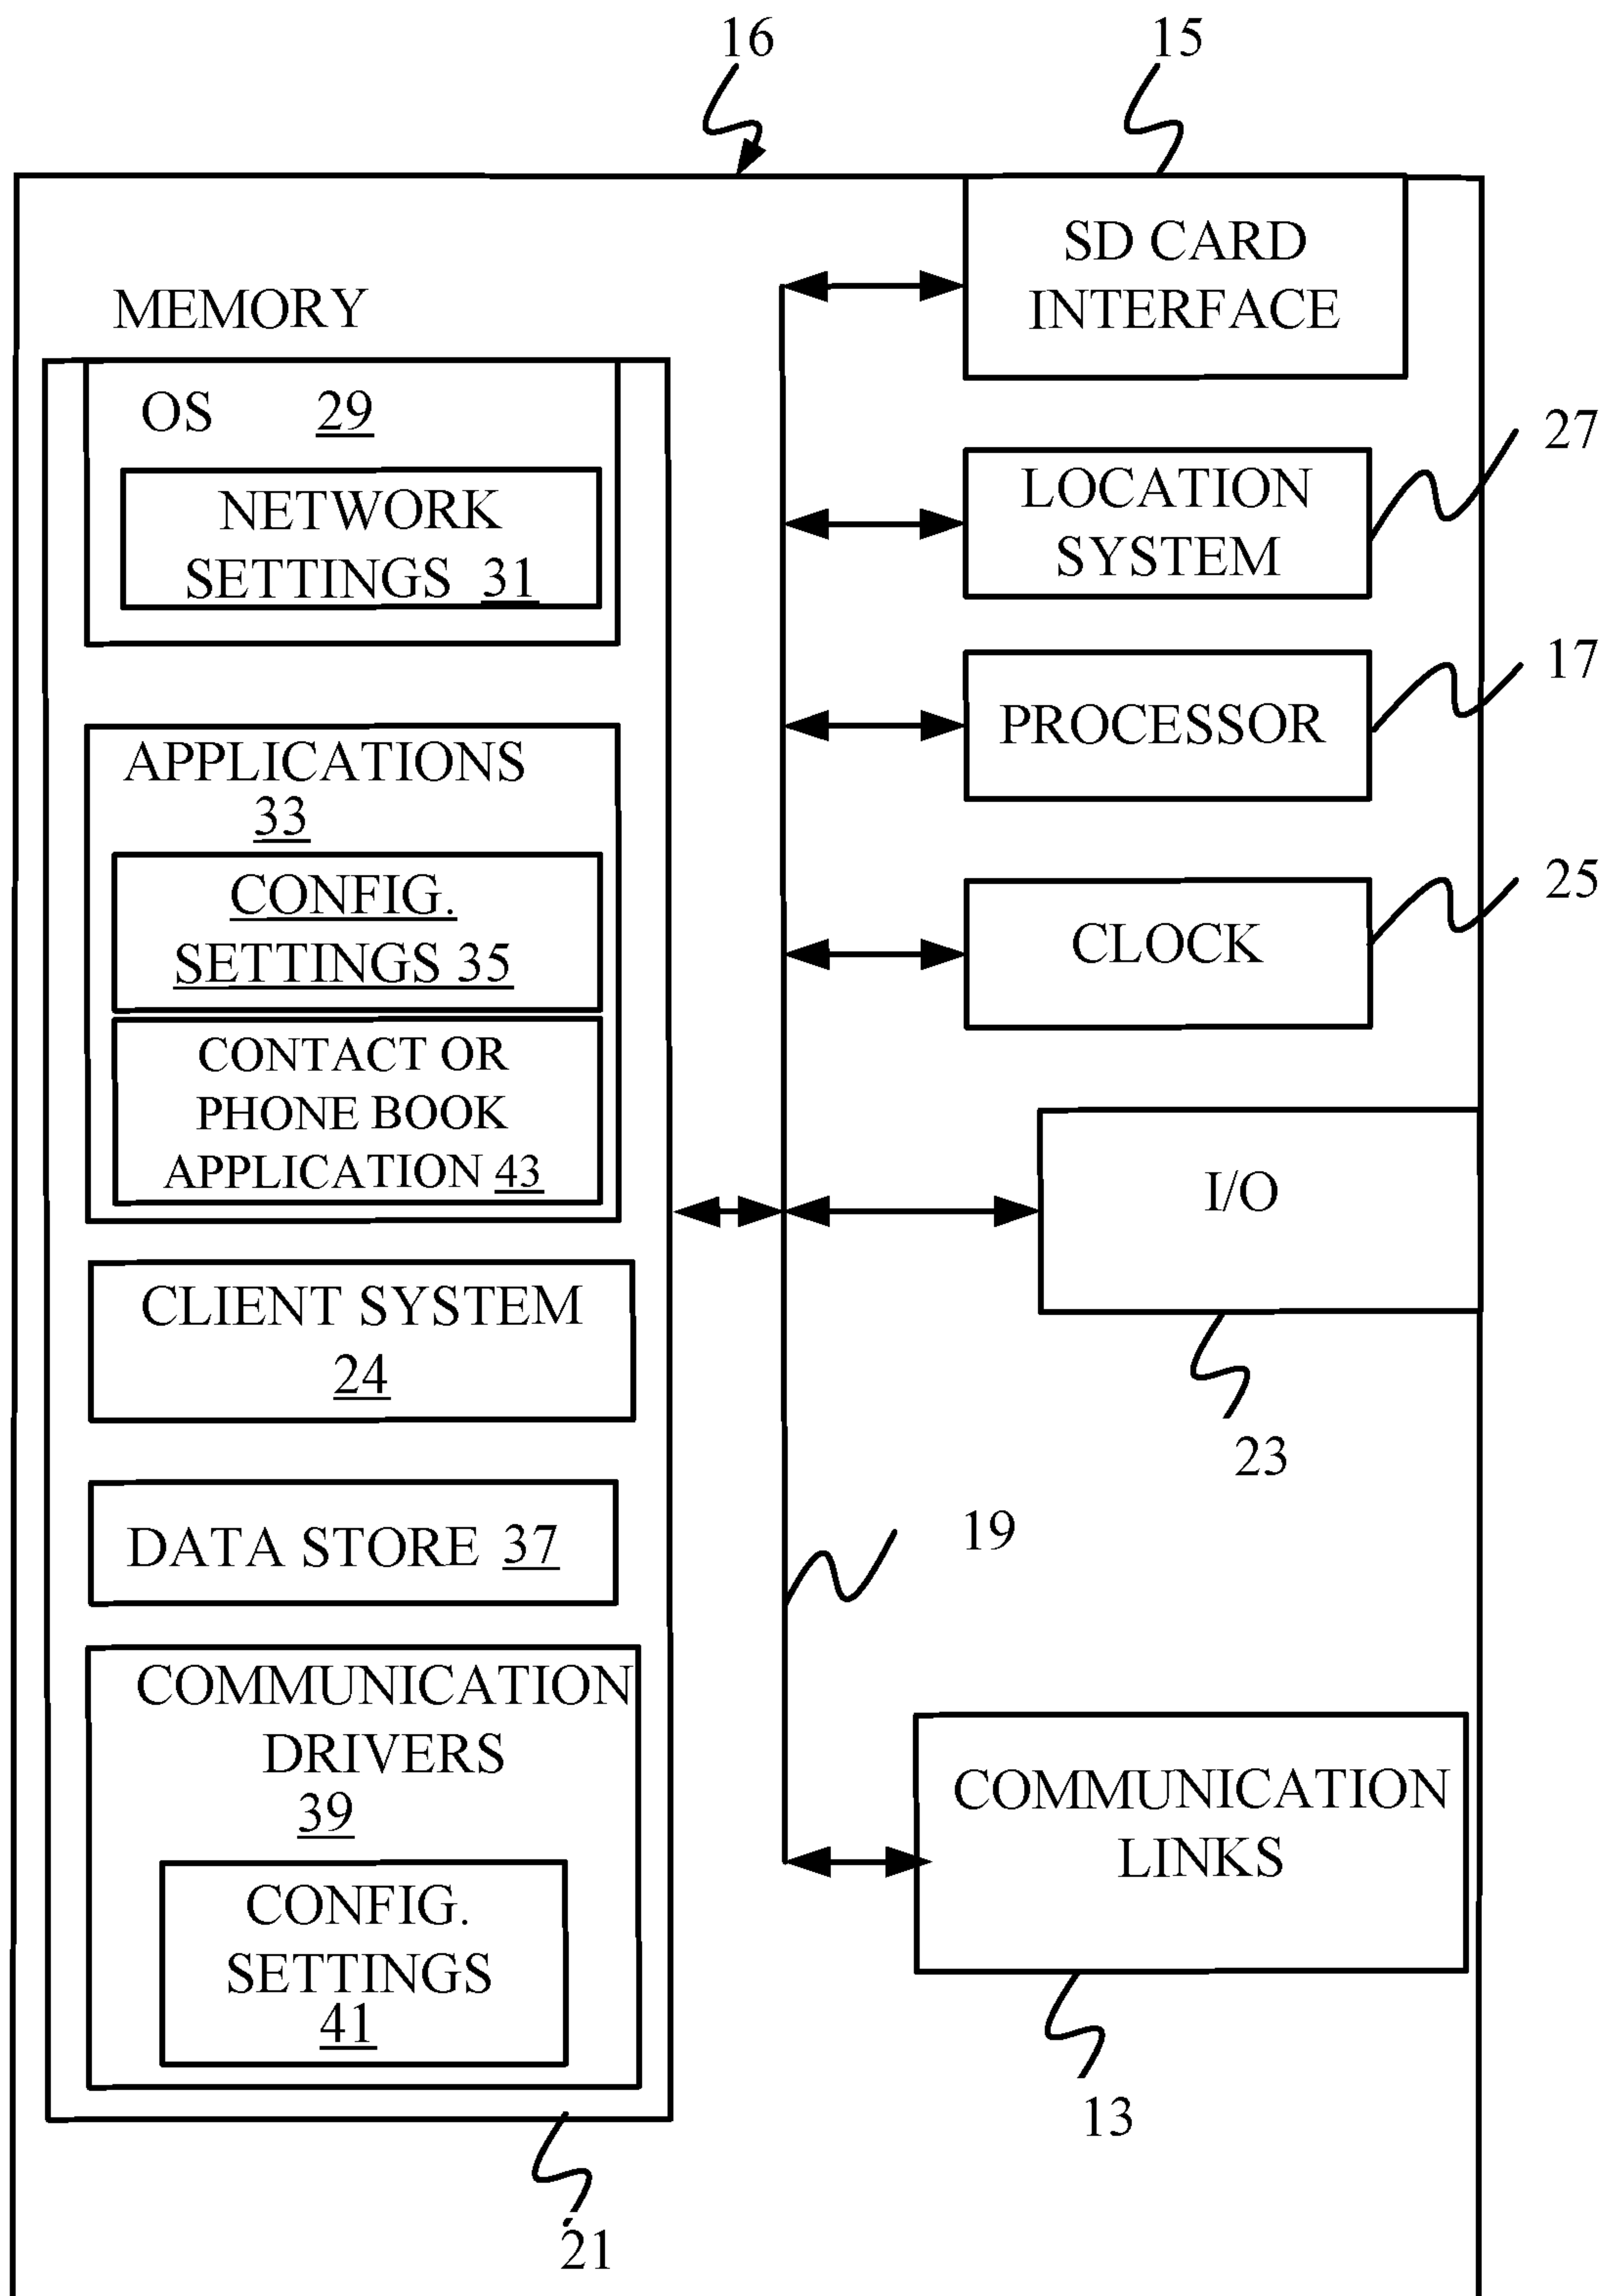 16
15
SD CARD
INTERFACE
MEMORY
OS 29
NETWORK
SETTINGS 31
27
LOCATION
SYSTEM
17
PROCESSOR
APPLICATIONS
33
CONFIG.
SETTINGS 35
CONTACT OR
PHONE BOOK
APPLICATION 43
25
CLOCK
I/O
23
CLIENT SYSTEM
24
DATA STORE 37
19
COMMUNICATION
DRIVERS
39
CONFIG.
SETTINGS
41
COMMUNICATION
LINKS
13
21